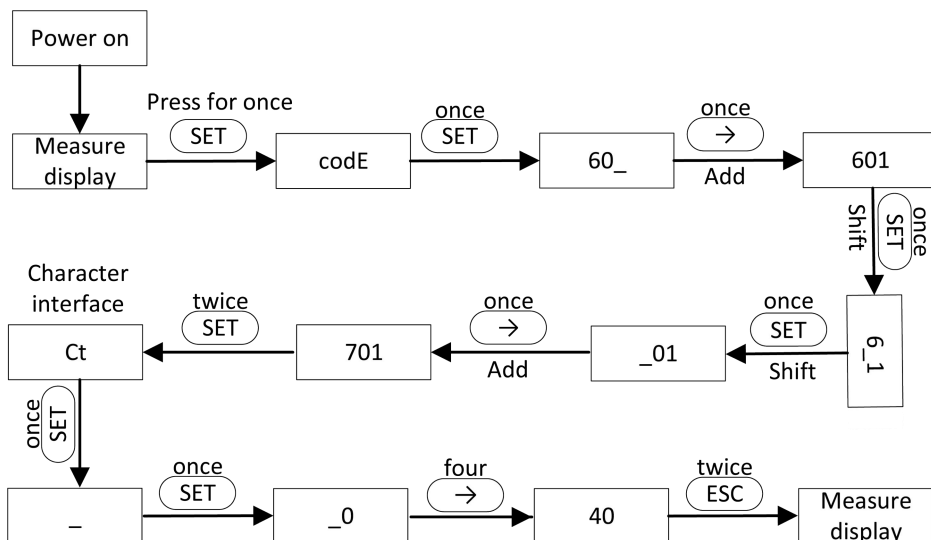 Power on
Press for once
SET
once
SET
once
→
Measure
display
codE
60_
Add
601
Shift
SET
once
Character
interface
twice
SET
once
→
once
SET
Ct
701
Add
_01
Shift
6_1
once
SET
once
SET
four
→
twice
ESC
_
_0
40
Measure
display